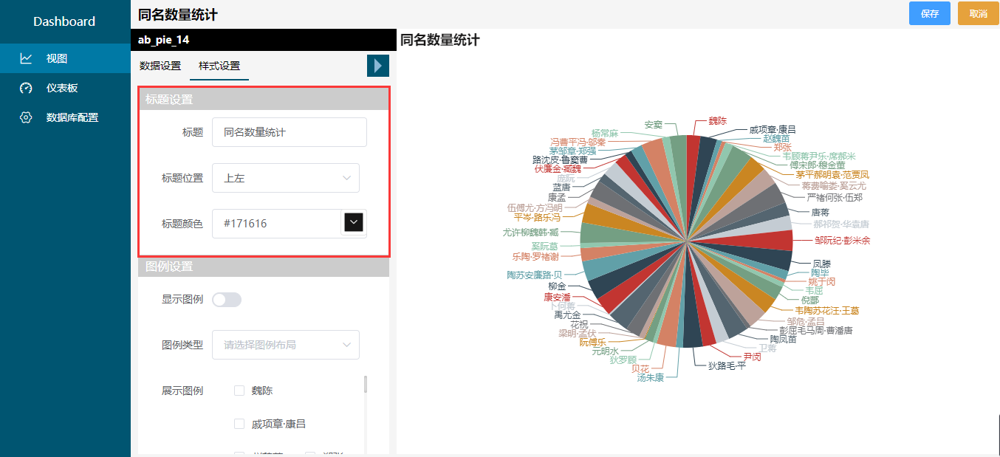 Dashboard
视图
仪表板
数据库配置
同名数量统计
保存
取消
ab_pie_14
数据设置
样式设置
标题设置
标题
同名数量统计
标题位置
上左
标题颜色
#171616
图例设置
显示图例
图例类型
请选择图例布局
展示图例
魏陈
戚项章·康吕
同名数量统计
魏陈
戚项章·康吕
赵魏苗
郑张
韦顾蒋尹乐·席郝米
傅宋郎·穆金萱
茅平郝明袁·范贾凤
蒋费喻娄·奚云尤
严褚何张·伍郑
唐蒋
郝祁贺·华袁唐
邹阮纪·彭米余
凤滕
陶毕
姚于闵
韦屈
倪酆
韦陶苏花汪·王葛
邹危·孟吕
彭屈毛马周·曹潘唐
陶凤苗
卫蒋
尹闵
狄路毛·平
汤朱康
贝花
狄罗顾
元明水
阮傅乐
梁明·孟伏
花祝
禹尤金
卜何蒋
康安潘
柳金
陶苏安廉路·贝
乐陶·罗褚谢
奚阮葛
尤许柳魏韩·臧
平岑·路乐冯
伍傅尤·方冯明
康孟
蓝唐
庞阮
伏廉金·臧魏
路沈皮·鲁窦曹
茅邹章·郑强
冯曹平冯·邬秦
杨常麻
安窦